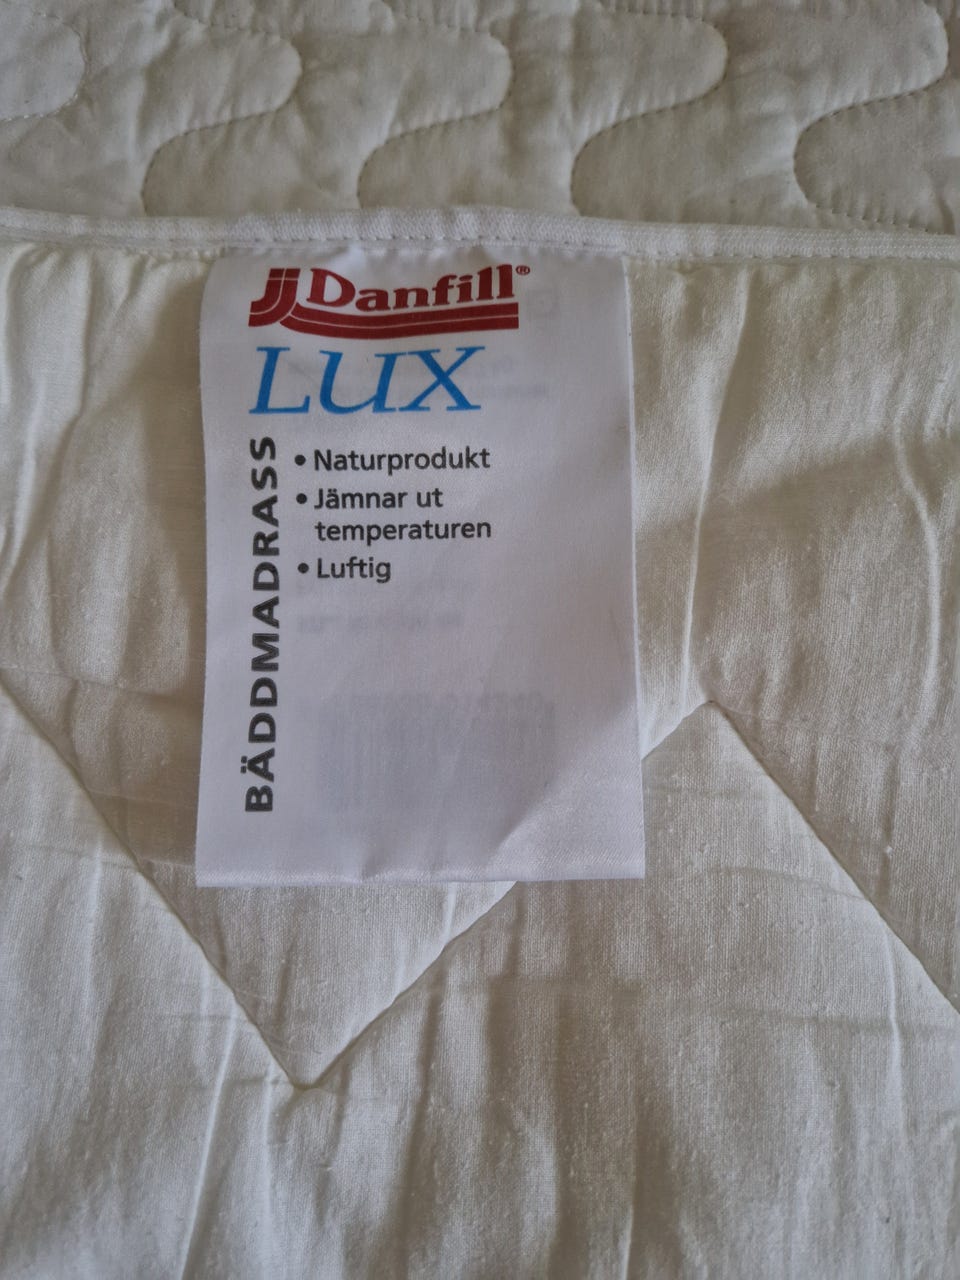 Danfill®
LUX
BÄDDMADRASS
• Naturprodukt
• Jämnar ut
temperaturen
• Luftig